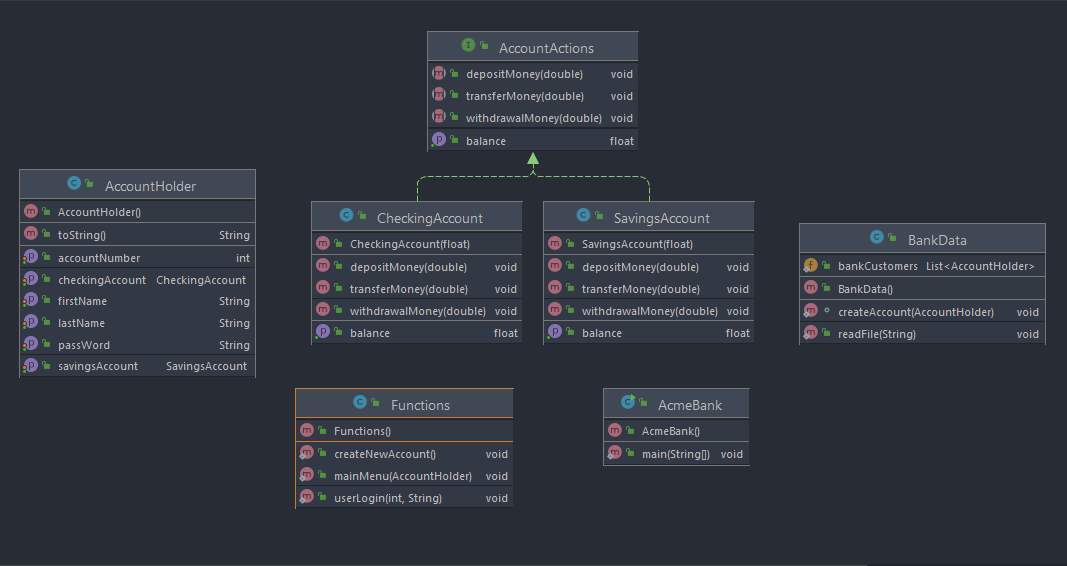 AccountActions
depositMoney(double) void
transferMoney(double) void
withdrawalMoney(double) void
balance float
AccountHolder
AccountHolder()
toString() String
accountNumber int
checkingAccount CheckingAccount
firstName String
lastName String
passWord String
savingsAccount SavingsAccount
CheckingAccount
CheckingAccount(float)
depositMoney(double) void
transferMoney(double) void
withdrawalMoney(double) void
balance float
SavingsAccount
SavingsAccount(float)
depositMoney(double) void
transferMoney(double) void
withdrawalMoney(double) void
balance float
BankData
bankCustomers List<AccountHolder>
BankData()
createAccount(AccountHolder) void
readFile(String) void
Functions
Functions()
createNewAccount() void
mainMenu(AccountHolder) void
userLogin(int, String) void
AcmeBank
AcmeBank()
main(String[]) void